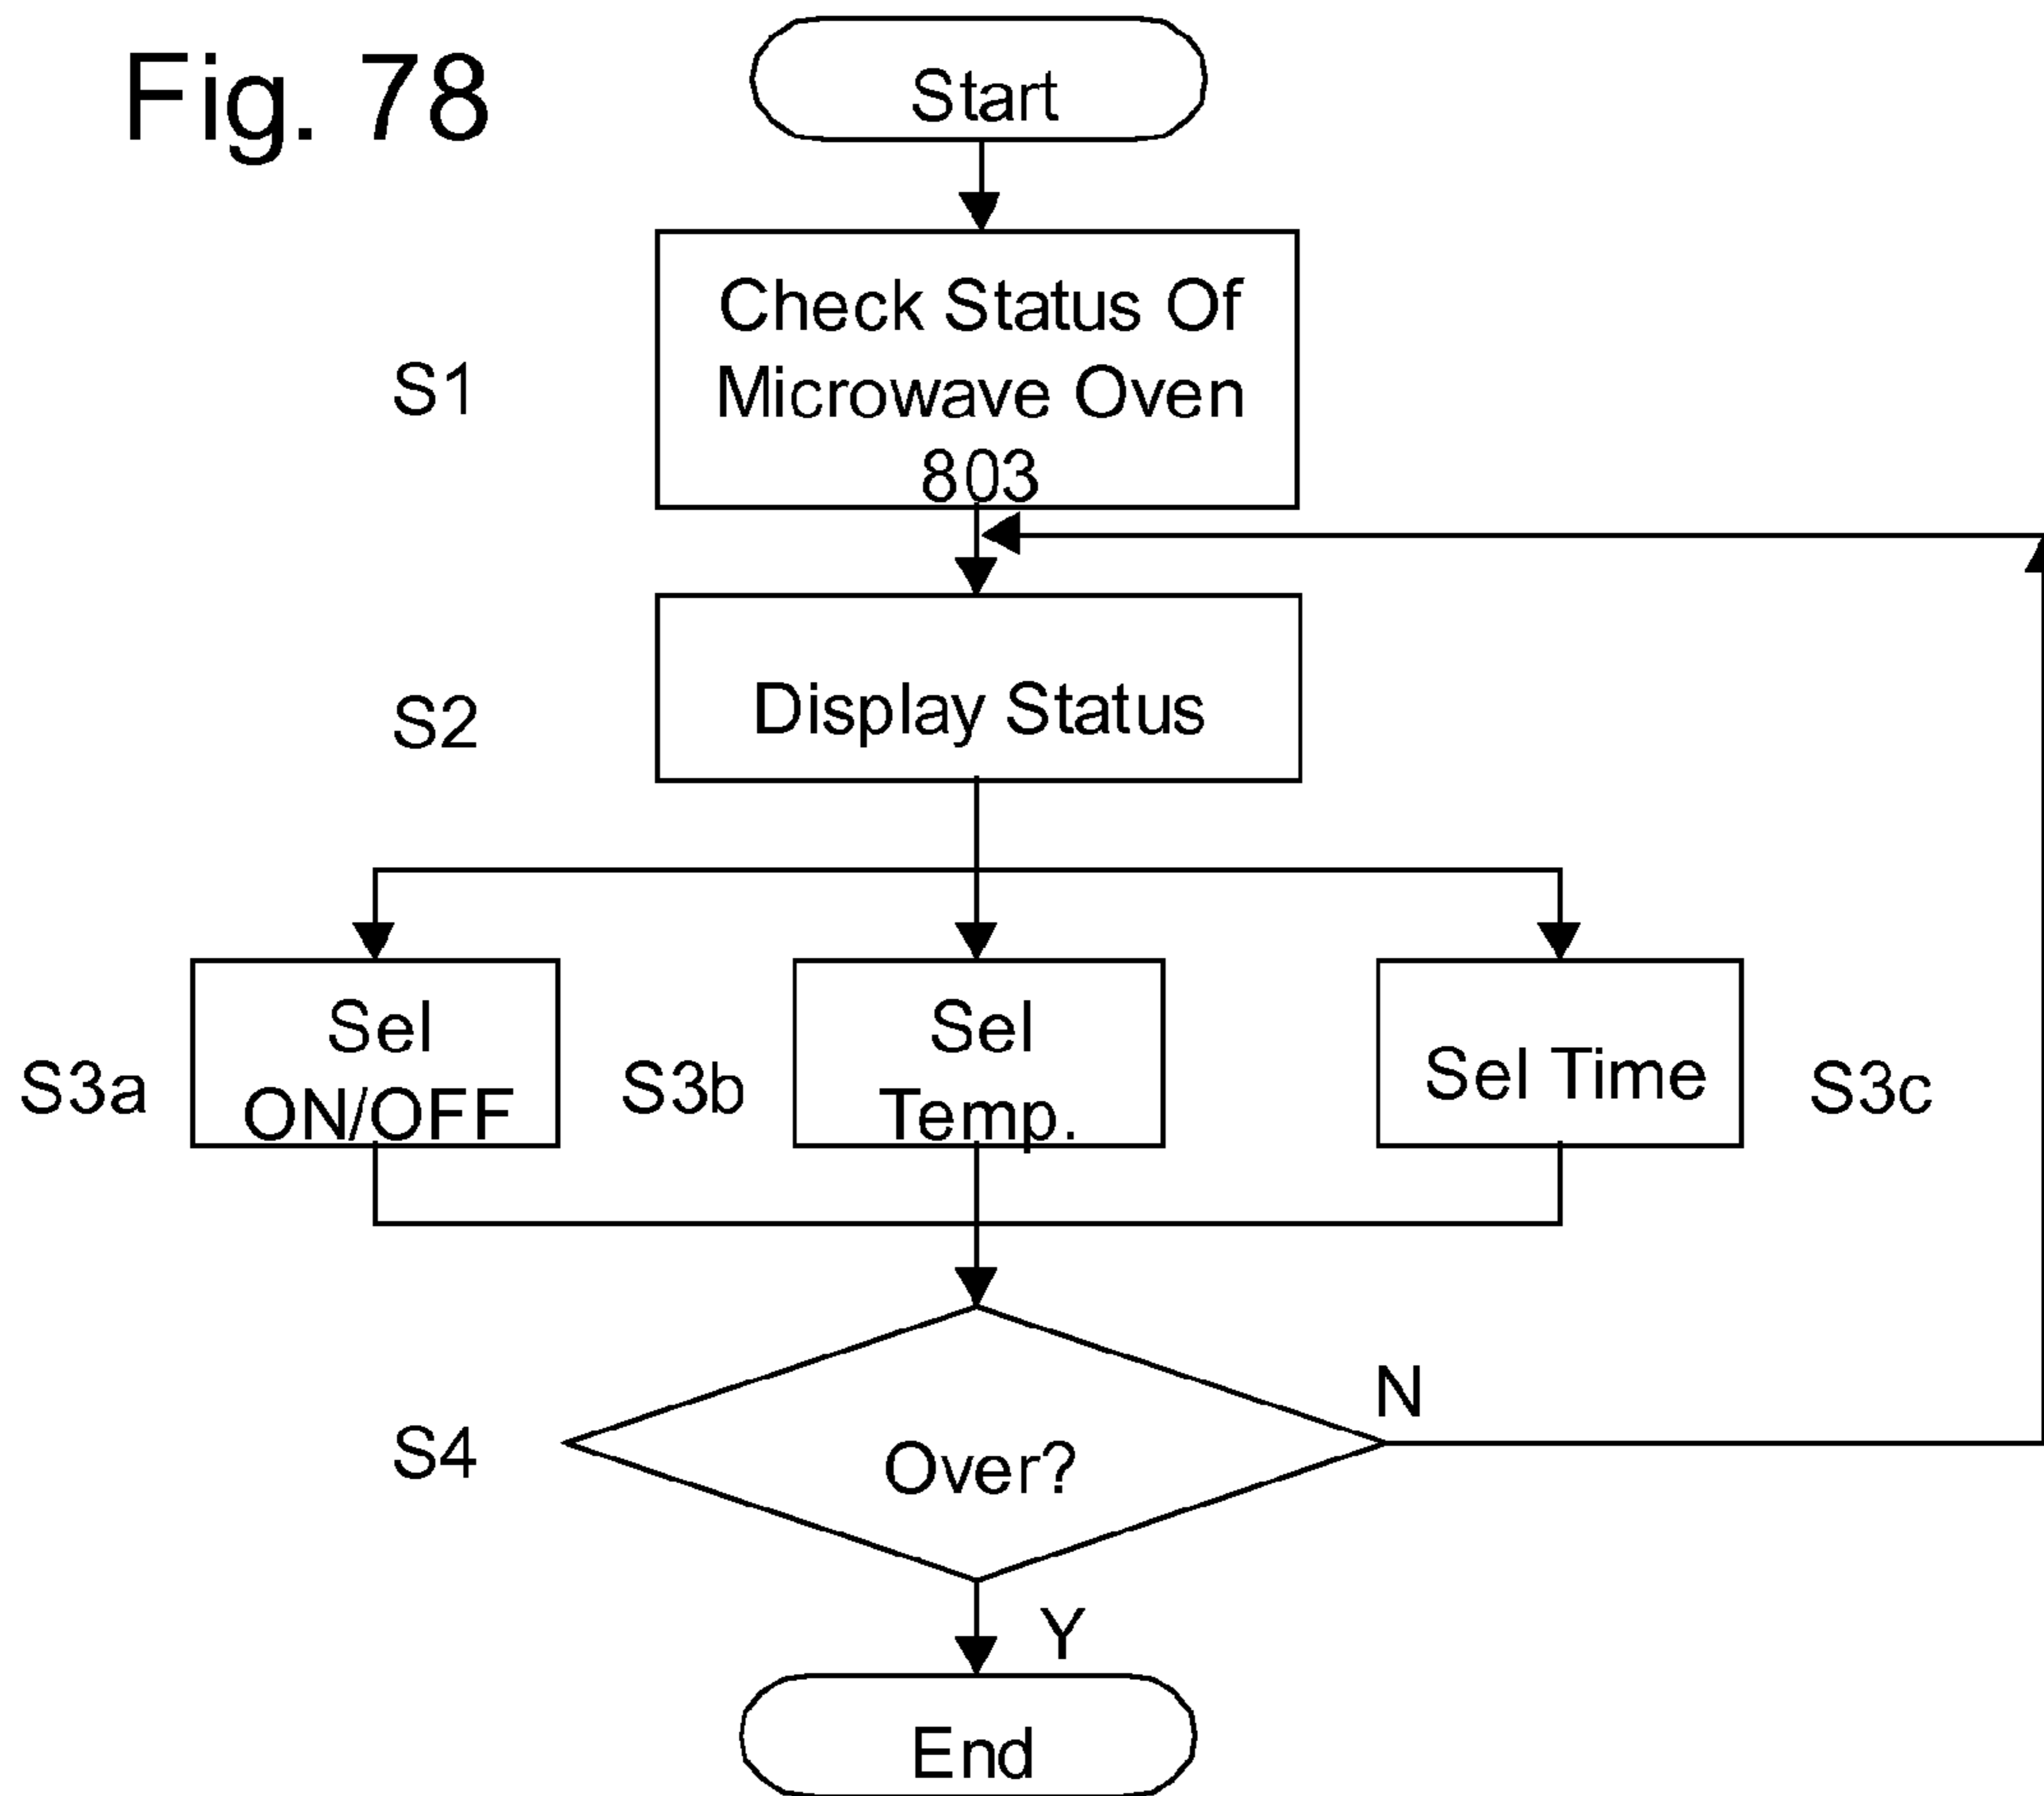 Fig. 78
Start
S1
Check Status Of
Microwave Oven
803
S2
Display Status
S3a
Sel
ON/OFF
S3b
Sel
Temp.
Sel Time
S3c
S4
Over?
N
Y
End